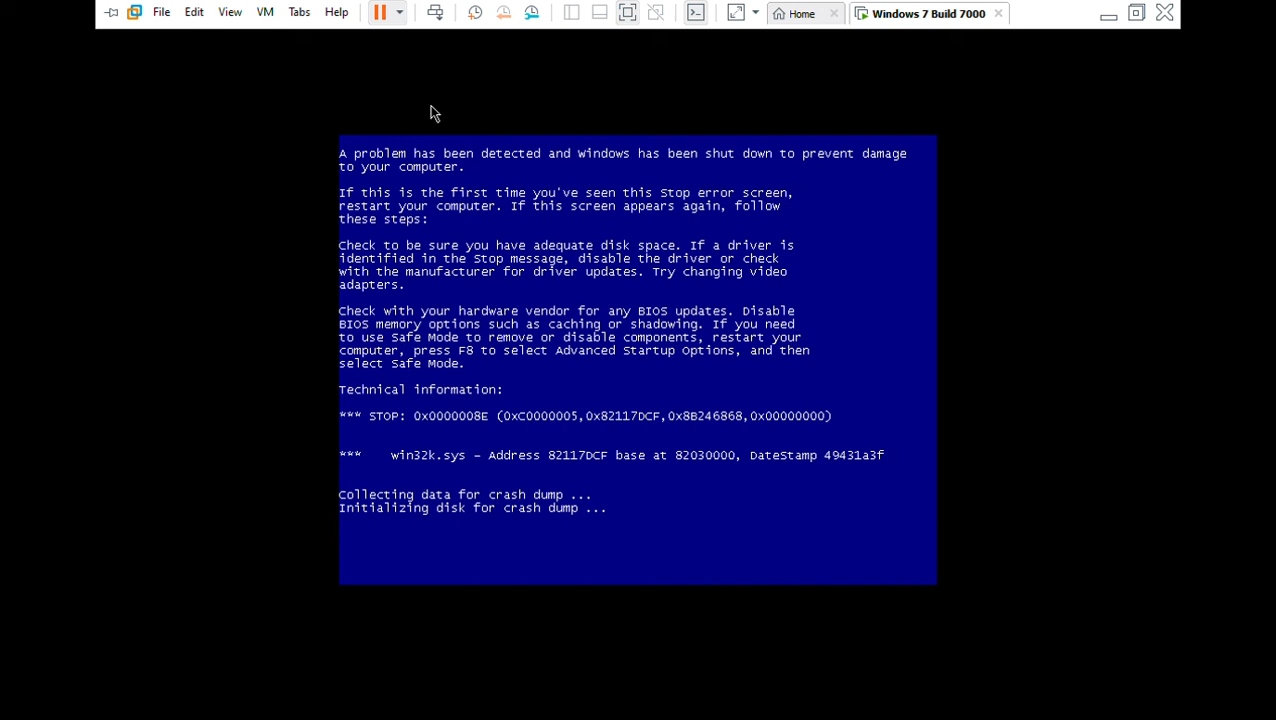 File Edit View VM Tabs Help Home Windows 7 Build 7000
A problem has been detected and Windows has been shut down to prevent damage
to your computer.
If this is the first time you've seen this Stop error screen,
restart your computer. If this screen appears again, follow
these steps:
Check to be sure you have adequate disk space. If a driver is
identified in the Stop message, disable the driver or check
with the manufacturer for driver updates. Try changing video
adapters.
Check with your hardware vendor for any BIOS updates. Disable
BIOS memory options such as caching or shadowing. If you need
to use Safe Mode to remove or disable components, restart your
computer, press F8 to select Advanced Startup Options, and then
select Safe Mode.
Technical information:
*** STOP: 0x0000008E (0xC0000005,0x82117DCF,0x8B246868,0x00000000)
*** win32k.sys - Address 82117DCF base at 82030000, DateStamp 49431a3f
Collecting data for crash dump ...
Initializing disk for crash dump ...